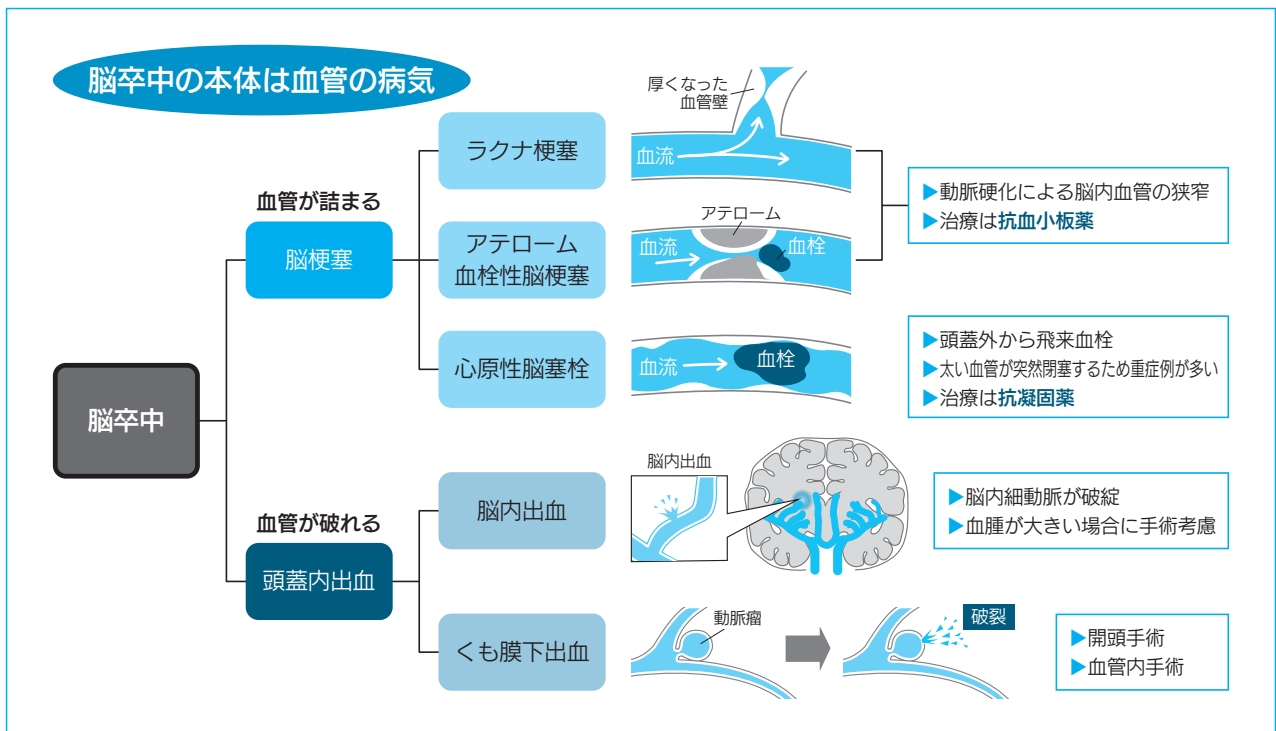 脳卒中の本体は血管の病気
脳卒中
血管が詰まる
脳梗塞
ラクナ梗塞
厚くなった
血管壁
血流
アテローム
血栓性脳梗塞
アテローム
血流
血栓
▶動脈硬化による脳内血管の狭窄
▶治療は抗血小板薬
心原性脳塞栓
血流
血栓
▶頭蓋外から飛来血栓
▶太い血管が突然閉塞するため重症例が多い
▶治療は抗凝固薬
血管が破れる
頭蓋内出血
脳内出血
脳内出血
▶脳内細動脈が破綻
▶血腫が大きい場合に手術考慮
くも膜下出血
動脈瘤
破裂
▶開頭手術
▶血管内手術